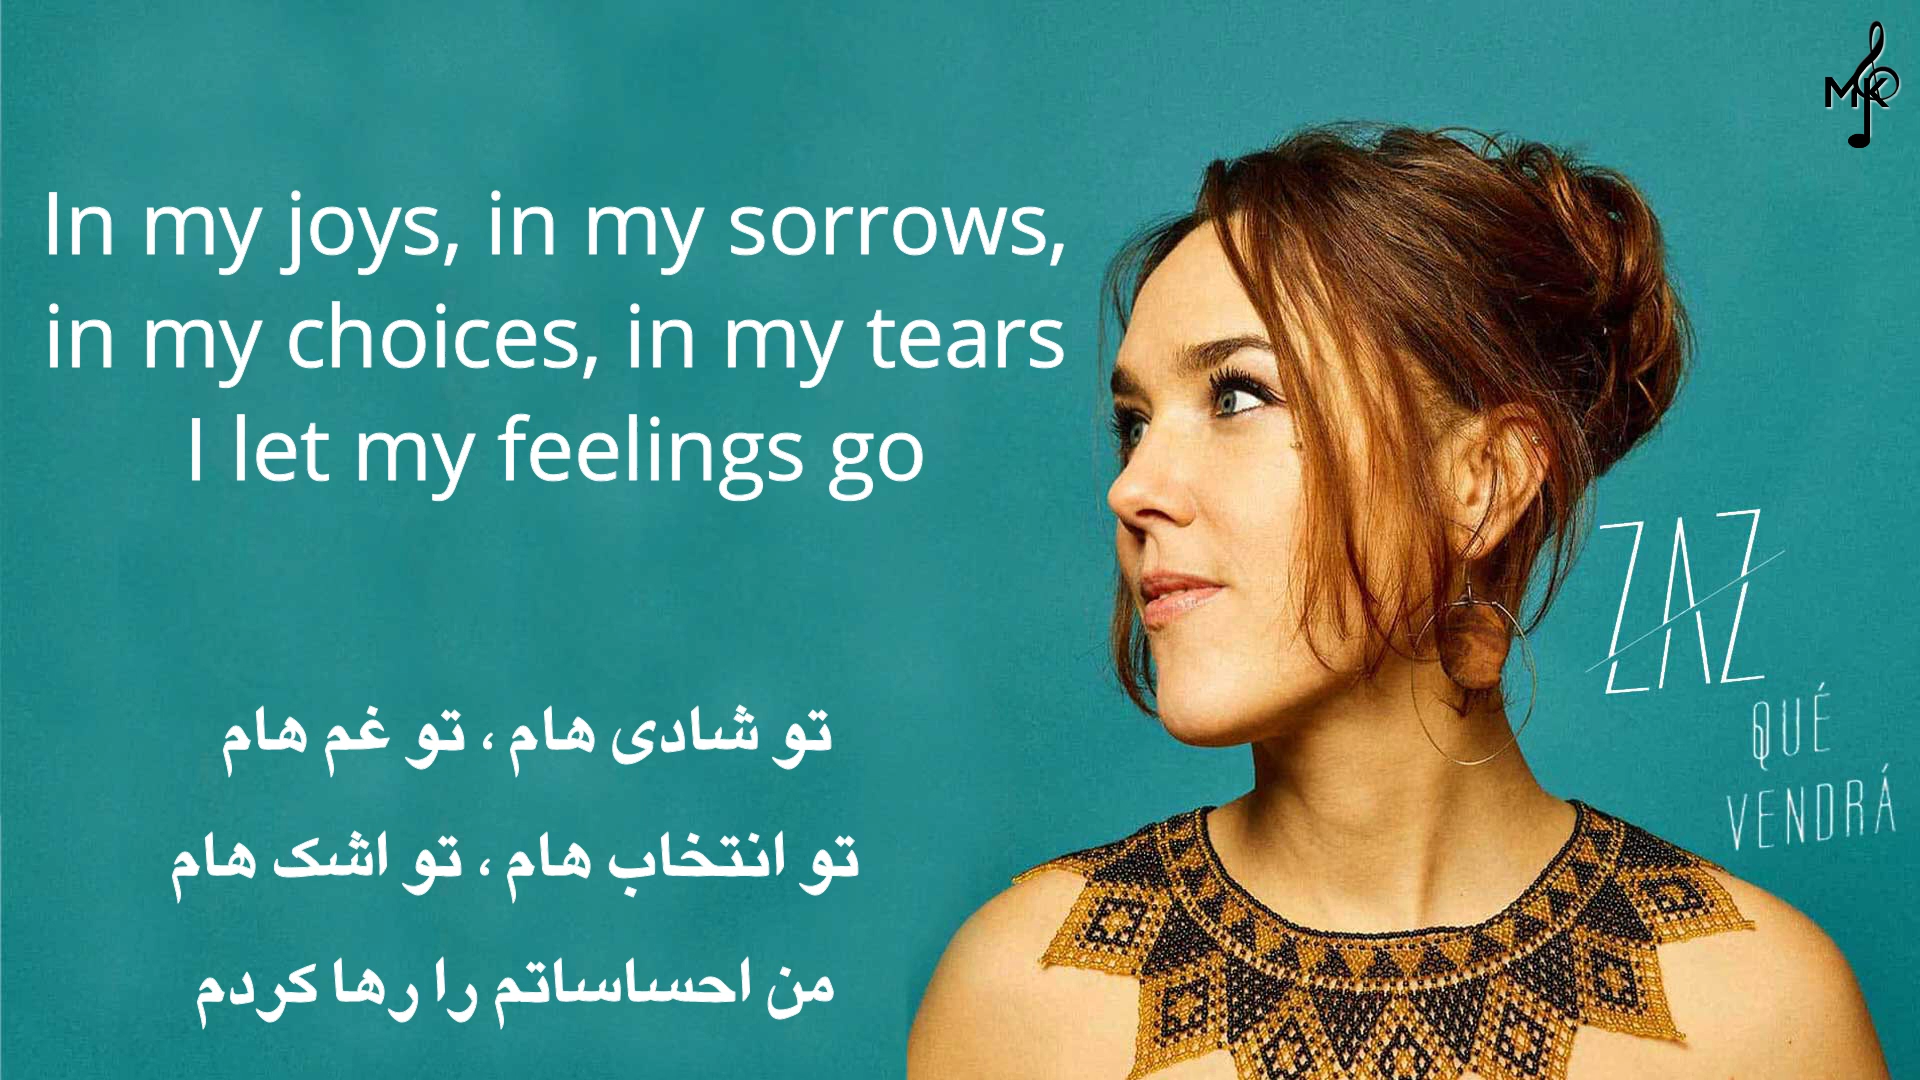 MK
In my joys, in my sorrows,
in my choices, in my tears
I let my feelings go
ZAZ
QUÉ
VENDRÁ
تو شادی هام ، تو غم هام
تو انتخاب هام ، تو اشک هام
من احساساتم را رها کردم